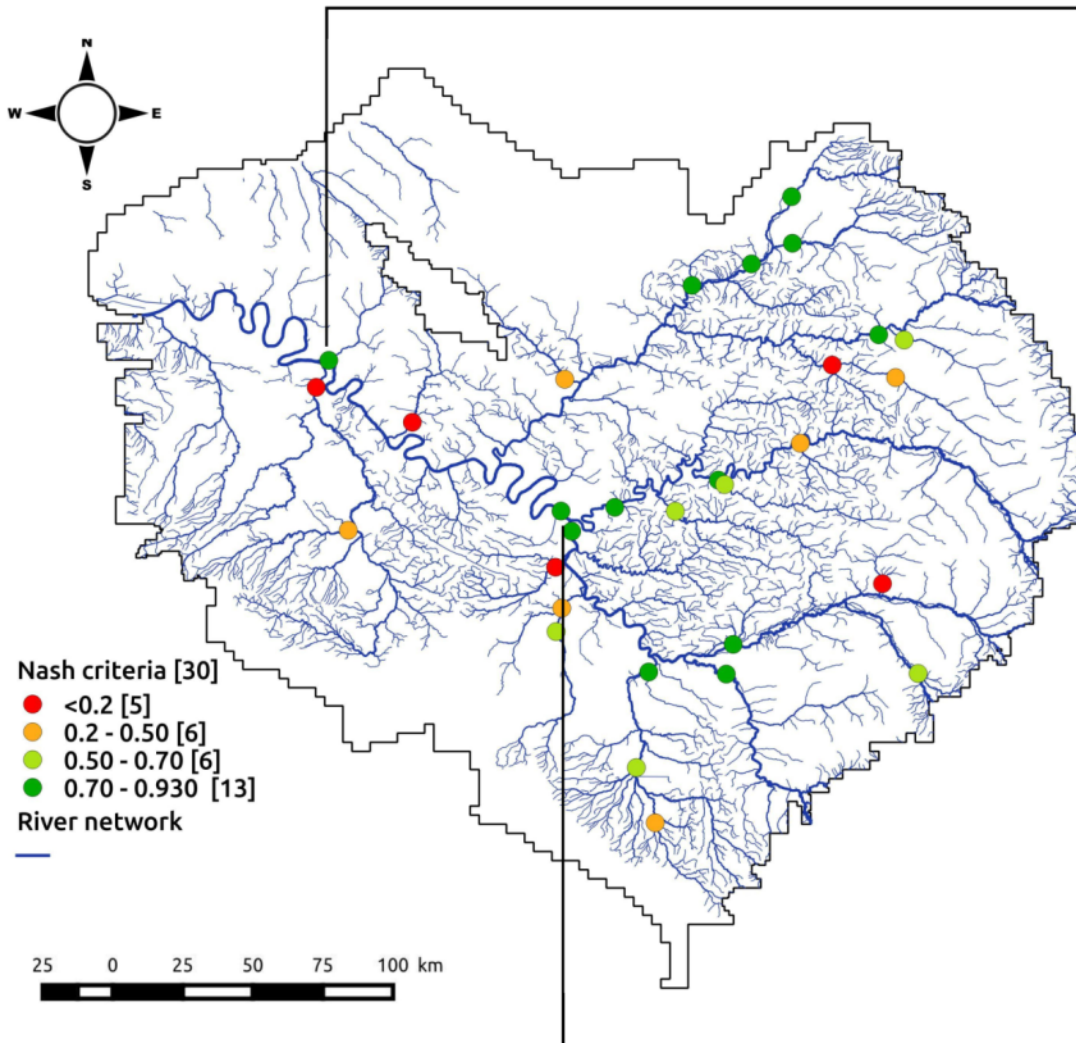 N
W E
S
Nash criteria [30]
<0.2 [5]
0.2 - 0.50 [6]
0.50 - 0.70 [6]
0.70 - 0.930 [13]
River network
25 0 25 50 75 100 km